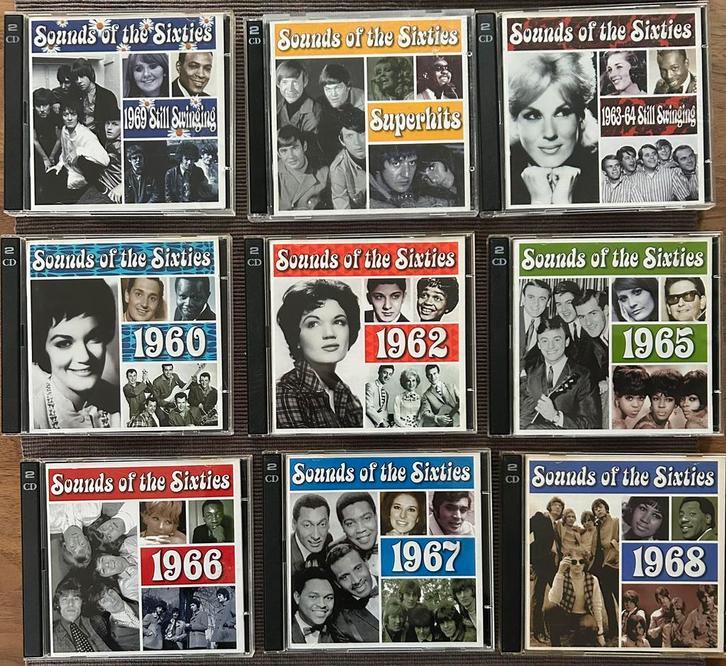 2
CD
Sounds of the Sixties
1969 Still Swinging
2
CD
Sounds of the Sixties
Superhits
2
CD
Sounds of the Sixties
1963-64 Still Swinging
2
CD
Sounds of the Sixties
1960
2
CD
Sounds of the Sixties
1962
2
CD
Sounds of the Sixties
1965
2
CD
Sounds of the Sixties
1966
2
CD
Sounds of the Sixties
1967
2
CD
Sounds of the Sixties
1968